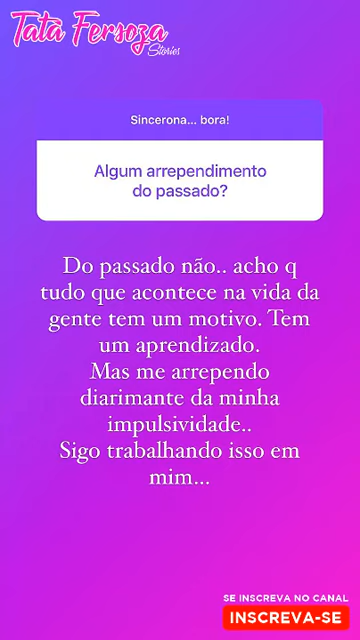 Tata Fersoza
Stories
Sincerona... bora!
Algum arrependimento
do passado?
Do passado não.. acho q
tudo que acontece na vida da
gente tem um motivo. Tem
um aprendizado.
Mas me arrependo
diarimante da minha
impulsividade..
Sigo trabalhando isso em
mim...
SE INSCREVA NO CANAL
INSCREVA-SE